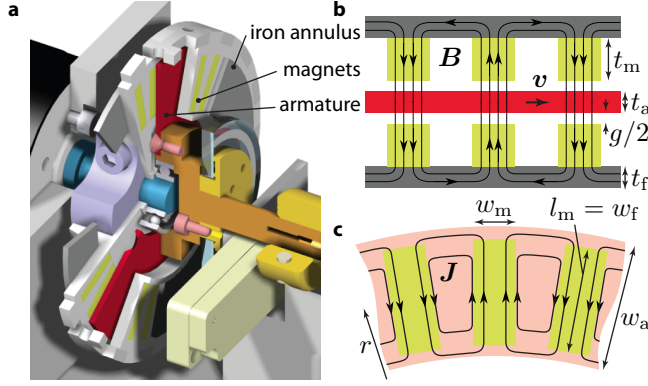 a
iron annulus
magnets
armature
b
B
v
t_m
t_a
g/2
t_f
c
w_m
l_m = w_f
J
r
w_a